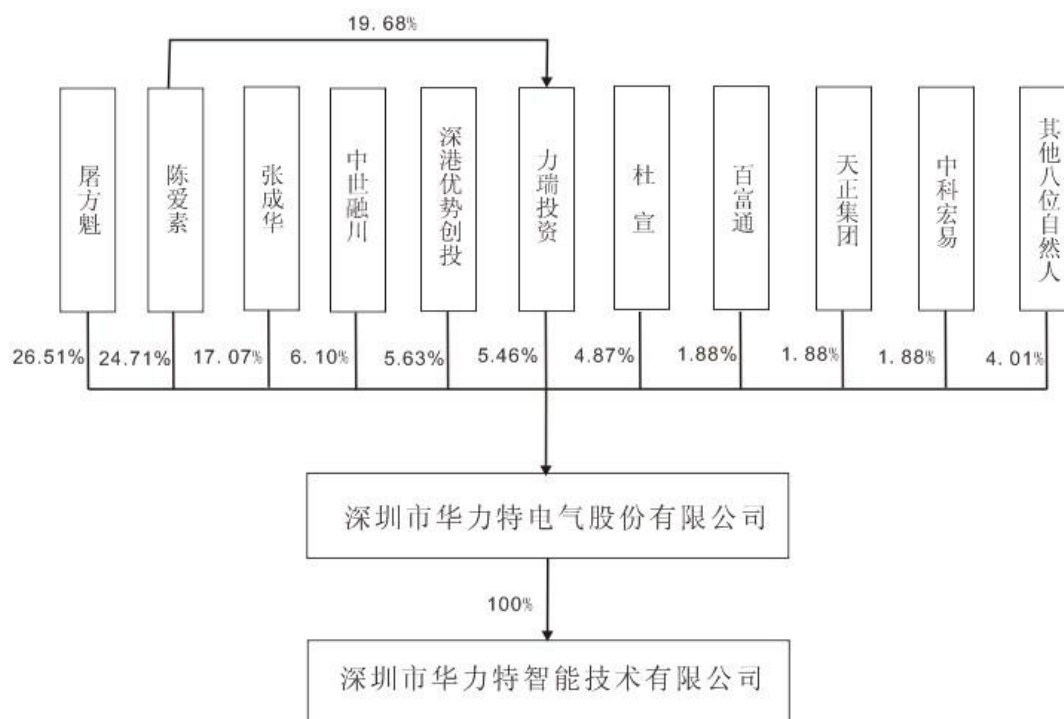 19.68%
屠方魁
陈爱素
张成华
中世融川
深港优势创投
力瑞投资
杜宣
百富通
天正集团
中科宏易
其他八位自然人
26.51%
24.71%
17.07%
6.10%
5.63%
5.46%
4.87%
1.88%
1.88%
1.88%
4.01%
深圳市华力特电气股份有限公司
100%
深圳市华力特智能技术有限公司